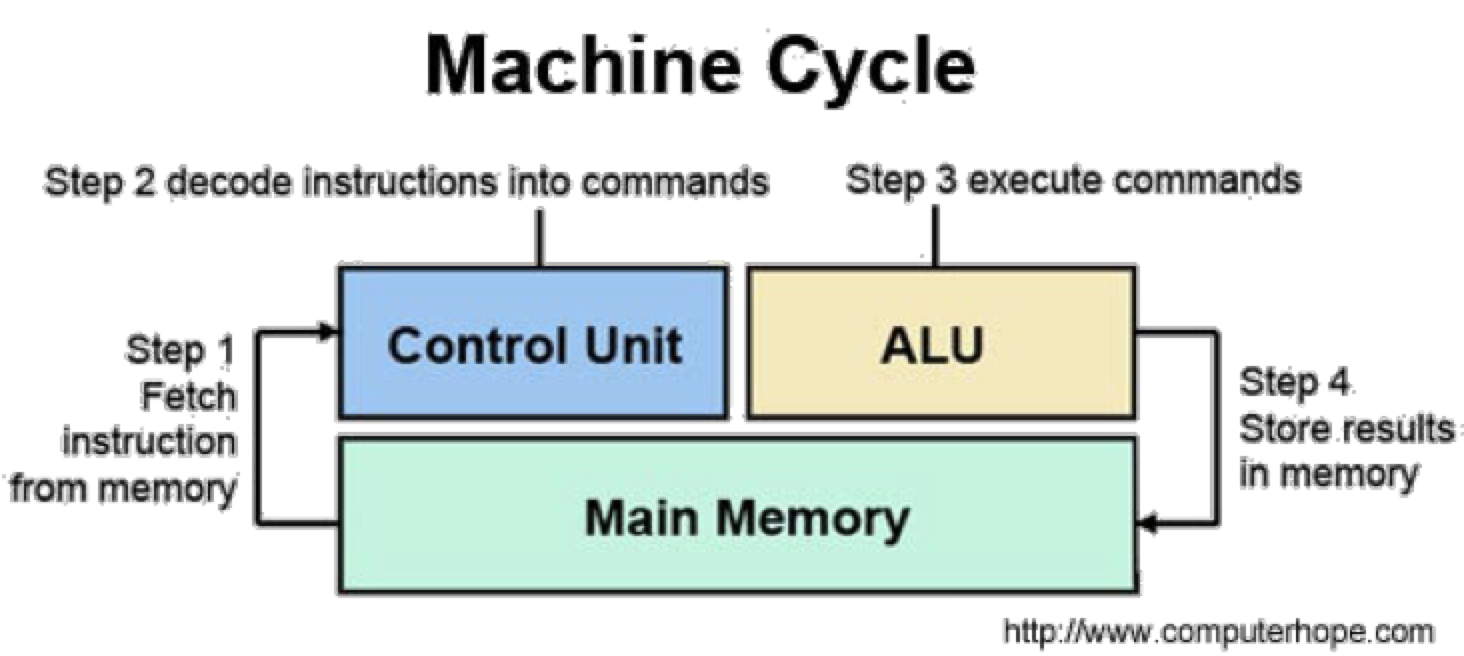 Machine Cycle
Step 2 decode instructions into commands
Step 3 execute commands
Control Unit
ALU
Step 1
Fetch
instruction
from memory
Step 4
Store results
in memory
Main Memory
http://www.computerhope.com